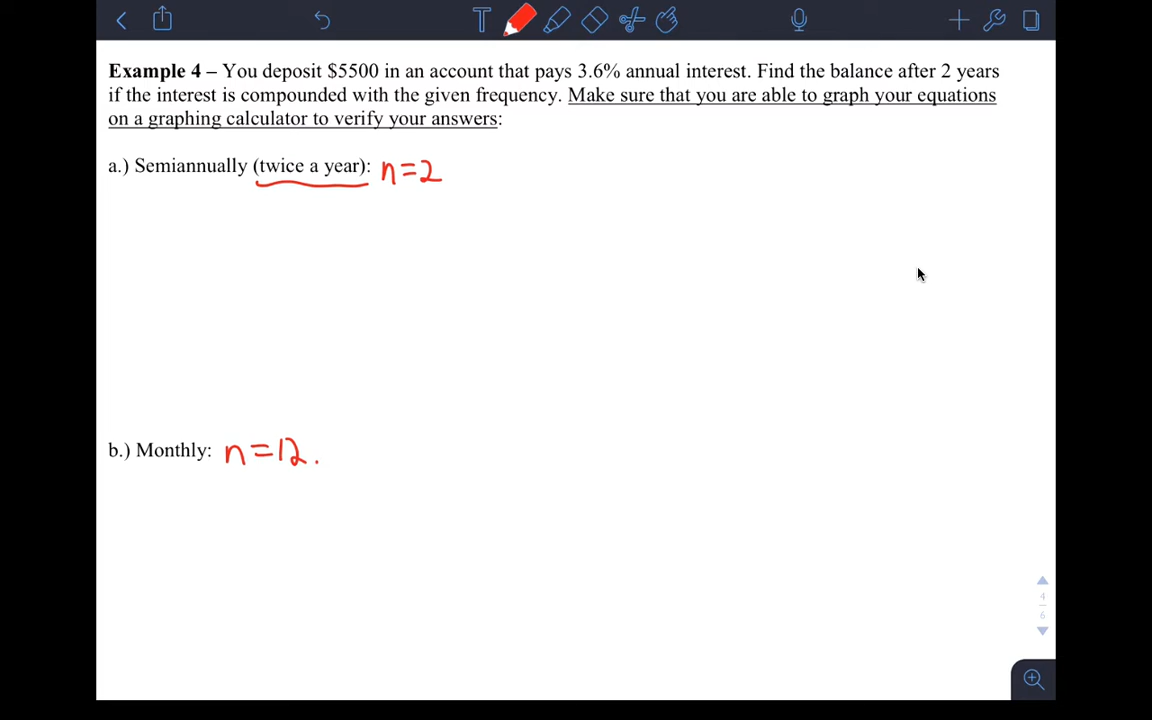 Example 4 – You deposit $5500 in an account that pays 3.6% annual interest. Find the balance after 2 years
if the interest is compounded with the given frequency. Make sure that you are able to graph your equations
on a graphing calculator to verify your answers:
a.) Semiannually (twice a year): n=2
b.) Monthly: n=12.
T
4
6